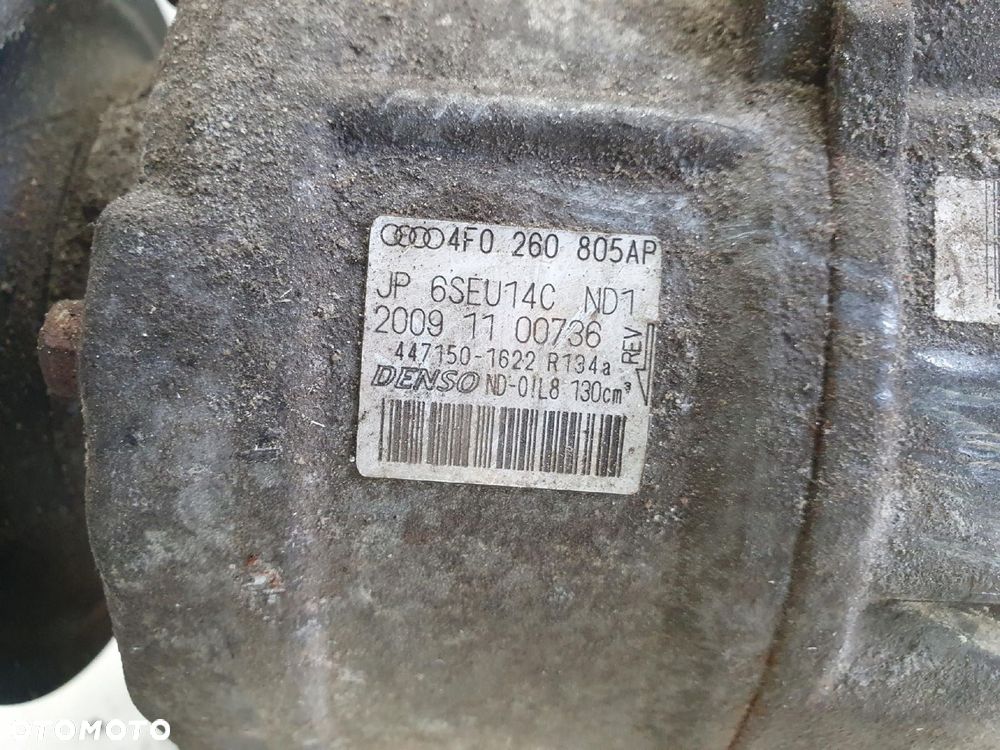 4F0 260 805AP
JP 6SEU14C ND1
2009 11 00736
447150-1622 R134a
REV
DENSO ND-OIL8 130cm³
OTOMOTO